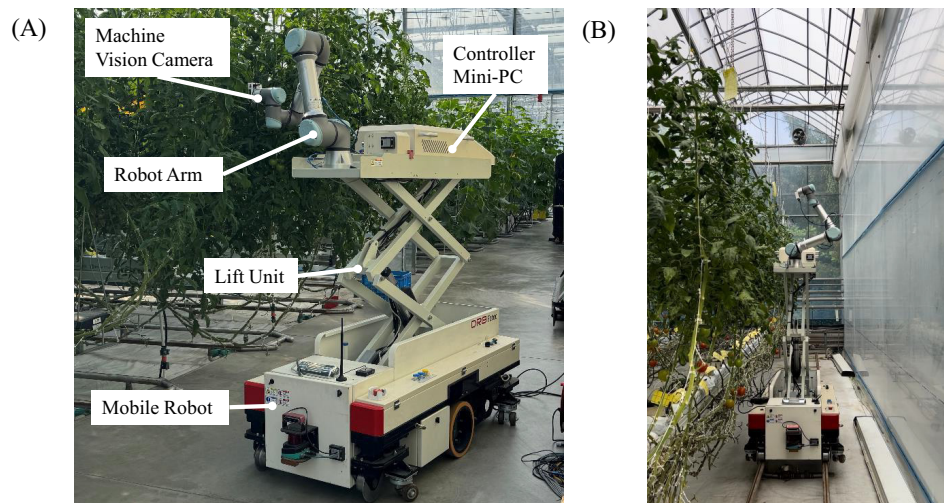 (A)
Machine
Vision Camera
Controller
Mini-PC
Robot Arm
Lift Unit
Mobile Robot
(B)